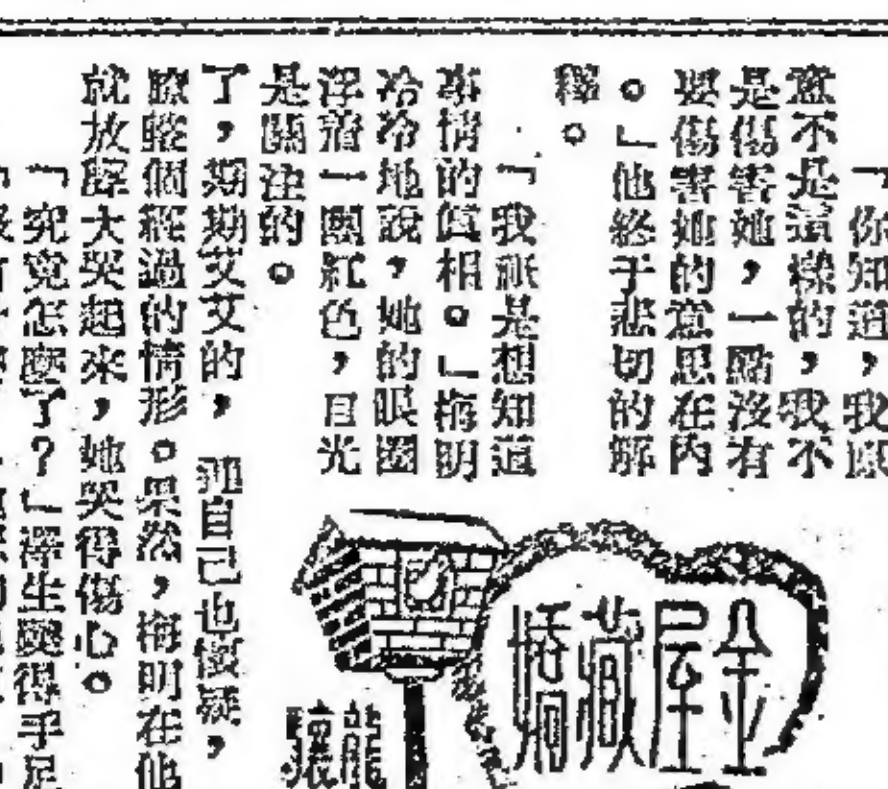 「你知道，我原
意不是這樣的，我不
是傷害她，一點沒有
要傷害她的意思在內
。」他終于悲切的解
釋。
「我祇是想知道
事情的眞相。」梅明
冷冷地說，她的眼圈
浮着一圈紅色，目光
是關注的。
了，期期艾艾的，連自己也懷疑，
瞭整個經過的情形。果然，梅明在他
就放聲大哭起來，她哭得傷心。
「究竟怎麼了？」澤生變得手足
金屋藏嬌
龍驤